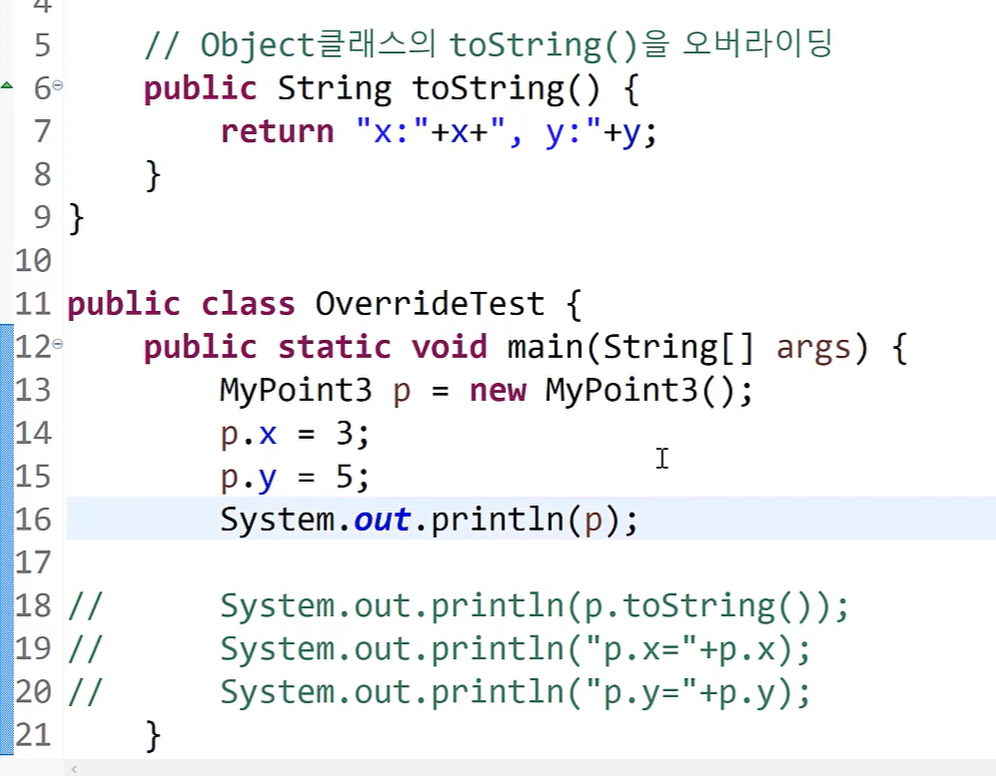 4
5 // Object클래스의 toString()을 오버라이딩
6 public String toString() {
7 return "x:"+x+", y:"+y;
8 }
9 }
10
11 public class OverrideTest {
12 public static void main(String[] args) {
13 MyPoint3 p = new MyPoint3();
14 p.x = 3;
15 p.y = 5;
16 System.out.println(p);
17
18 // System.out.println(p.toString());
19 // System.out.println("p.x="+p.x);
20 // System.out.println("p.y="+p.y);
21 }